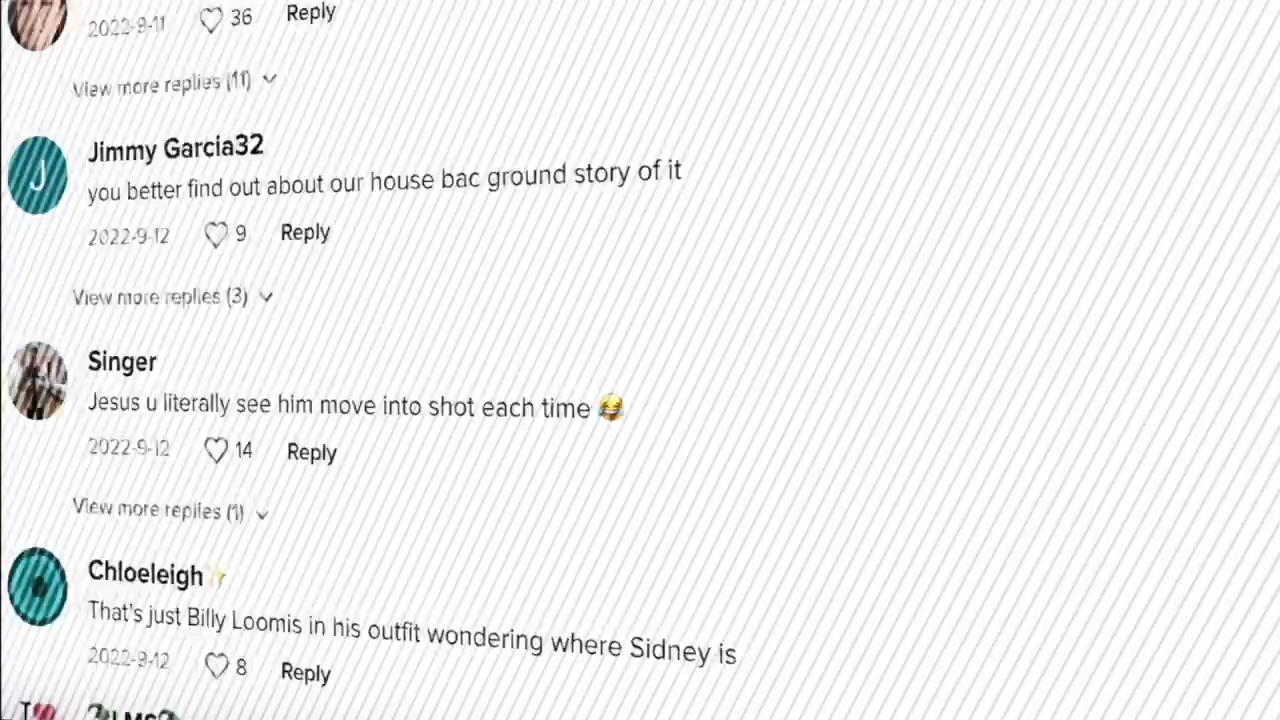 2022-9-11 36 Reply
View more replies (11)
Jimmy Garcia32
J
you better find out about our house bac ground story of it
2022-9-12 9 Reply
View more replies (3)
Singer
Jesus u literally see him move into shot each time 😂
2022-9-12 14 Reply
View more replies (1)
Chloeleigh✨
That's just Billy Loomis in his outfit wondering where Sidney is
2022-9-12 8 Reply